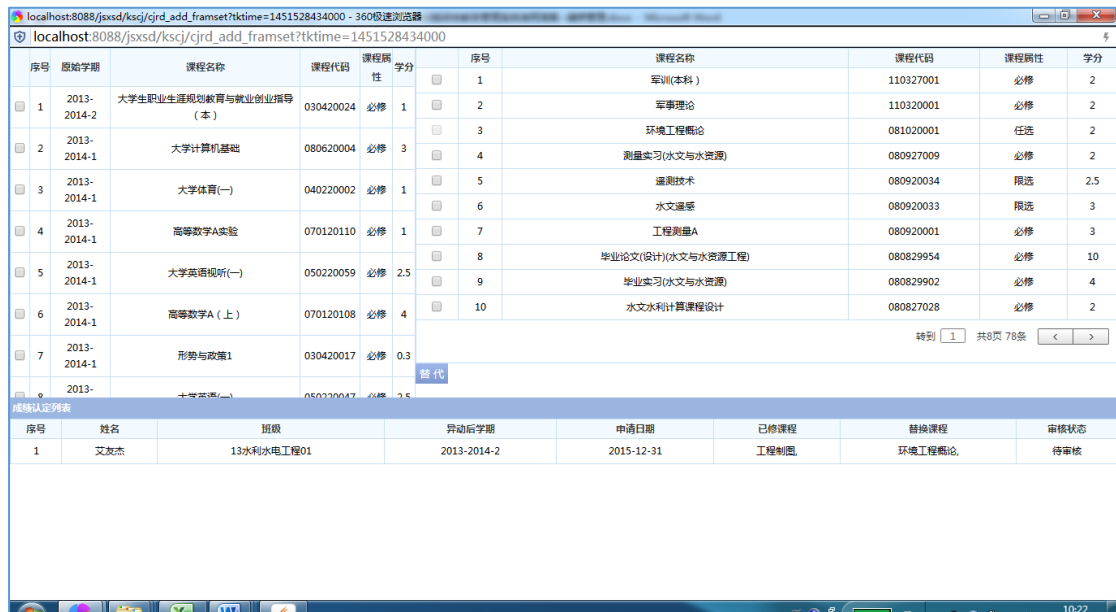 localhost:8088/jsxsd/kscj/cjrd_add_framset?tktime=1451528434000 - 360极速浏览器
localhost:8088/jsxsd/kscj/cjrd_add_framset?tktime=1451528434000
序号 原始学期 课程名称 课程代码 课程属性 学分
1 2013-2014-2 大学生职业生涯规划教育与就业创业指导（本） 030420024 必修 1
2 2013-2014-1 大学计算机基础 080620004 必修 3
3 2013-2014-1 大学体育(一) 040220002 必修 1
4 2013-2014-1 高等数学A实验 070120110 必修 1
5 2013-2014-1 大学英语视听(一) 050220059 必修 2.5
6 2013-2014-1 高等数学A（上） 070120108 必修 4
7 2013-2014-1 形势与政策1 030420017 必修 0.3
8 2013- 大学英语(一) 050220047 必修 2.5
序号 课程名称 课程代码 课程属性 学分
1 军训(本科） 110327001 必修 2
2 军事理论 110320001 必修 2
3 环境工程概论 081020001 任选 2
4 测量实习(水文与水资源) 080927009 必修 2
5 遥测技术 080920034 限选 2.5
6 水文遥感 080920033 限选 3
7 工程测量A 080920001 必修 3
8 毕业论文(设计)(水文与水资源工程) 080829954 必修 10
9 毕业实习(水文与水资源) 080829902 必修 4
10 水文水利计算课程设计 080827028 必修 2
转到 1 共8页 78条 < >
替代
成绩认定列表
序号 姓名 班级 异动后学期 申请日期 已修课程 替换课程 审核状态
1 艾友杰 13水利水电工程01 2013-2014-2 2015-12-31 工程制图, 环境工程概论, 待审核
10:22